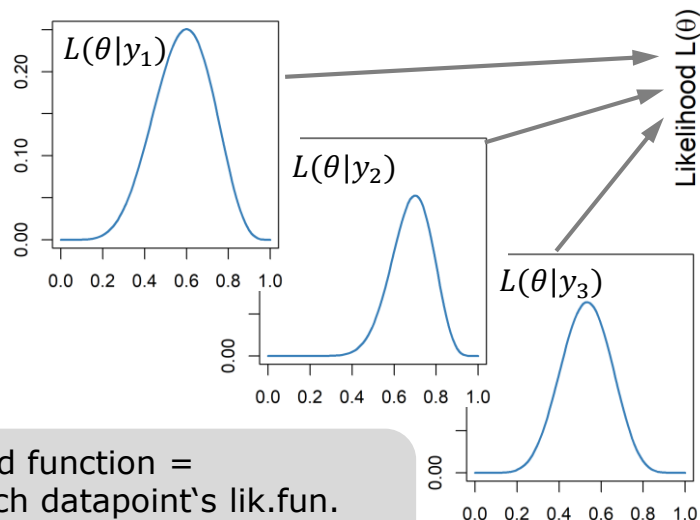 L(θ|y₁)
0.20
0.10
0.00
0.0 0.2 0.4 0.6 0.8 1.0
L(θ|y₂)
0.00
0.0 0.2 0.4 0.6 0.8 1.0
L(θ|y₃)
0.00
0.0 0.2 0.4 0.6 0.8 1.0
Likelihood L(θ)
d function =
ch datapoint‘s lik.fun.